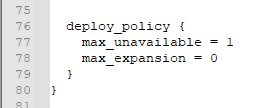 75
76 deploy_policy {
77 max_unavailable = 1
78 max_expansion = 0
79 }
80 }
81